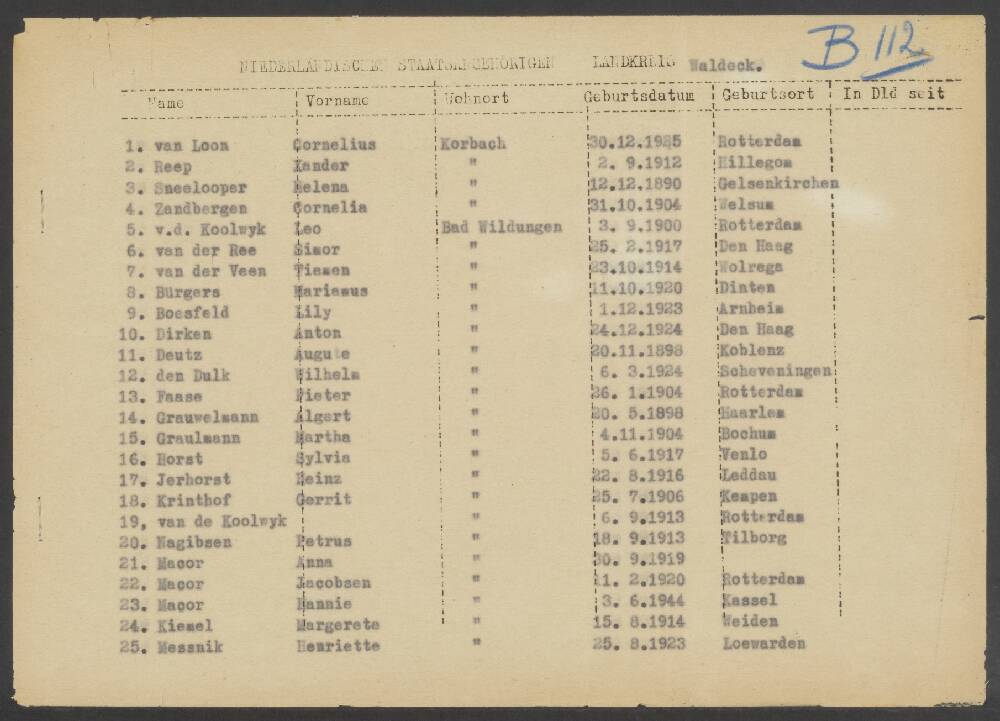 B 112
NIEDERLÄNDISCHEN STAATSANGEHÖRIGEN LANDKREIS Waldeck.
Name Vorname Wohnort Geburtsdatum Geburtsort In Dld seit
1. van Loon Cornelius Korbach 30.12.1925 Rotterdam
2. Reep Xander " 2. 9.1912 Hillegom
3. Sneelooper Helena " 12.12.1890 Gelsenkirchen
4. Zandbergen Cornelia " 31.10.1904 Welsum
5. v.d. Koolwyk Leo Bad Wildungen 3. 9.1900 Rotterdam
6. van der Ree Simor " 25. 2.1917 Den Haag
7. van der Veen Tiemen " 23.10.1914 Wolrega
8. Bürgers Mariemus " 11.10.1920 Dinten
9. Boesfeld Lily " 1.12.1923 Arnheim
10. Dirken Anton " 24.12.1924 Den Haag
11. Deutz Augute " 20.11.1898 Koblenz
12. den Dulk Wilhelm " 6. 3.1924 Scheveningen
13. Faase Pieter " 26. 1.1904 Rotterdam
14. Grauwelmann Algert " 20. 5.1898 Haarlem
15. Graulmann Martha " 4.11.1904 Bochum
16. Horst Sylvia " 5. 6.1917 Venlo
17. Jerhorst Heinz " 22. 8.1916 Leddau
18. Krinthof Gerrit " 25. 7.1906 Kempen
19, van de Koolwyk " 6. 9.1913 Rotterdam
20. Nagibsen Petrus " 18. 9.1913 Tilborg
21. Macor Anna " 30. 9.1919
22. Macor Jacobsen " 11. 2.1920 Rotterdam
23. Macor Hannie " 3. 6.1944 Kassel
24. Kiemel Margerete " 15. 8.1914 Weiden
25. Messnik Henriette " 25. 8.1923 Loewarden